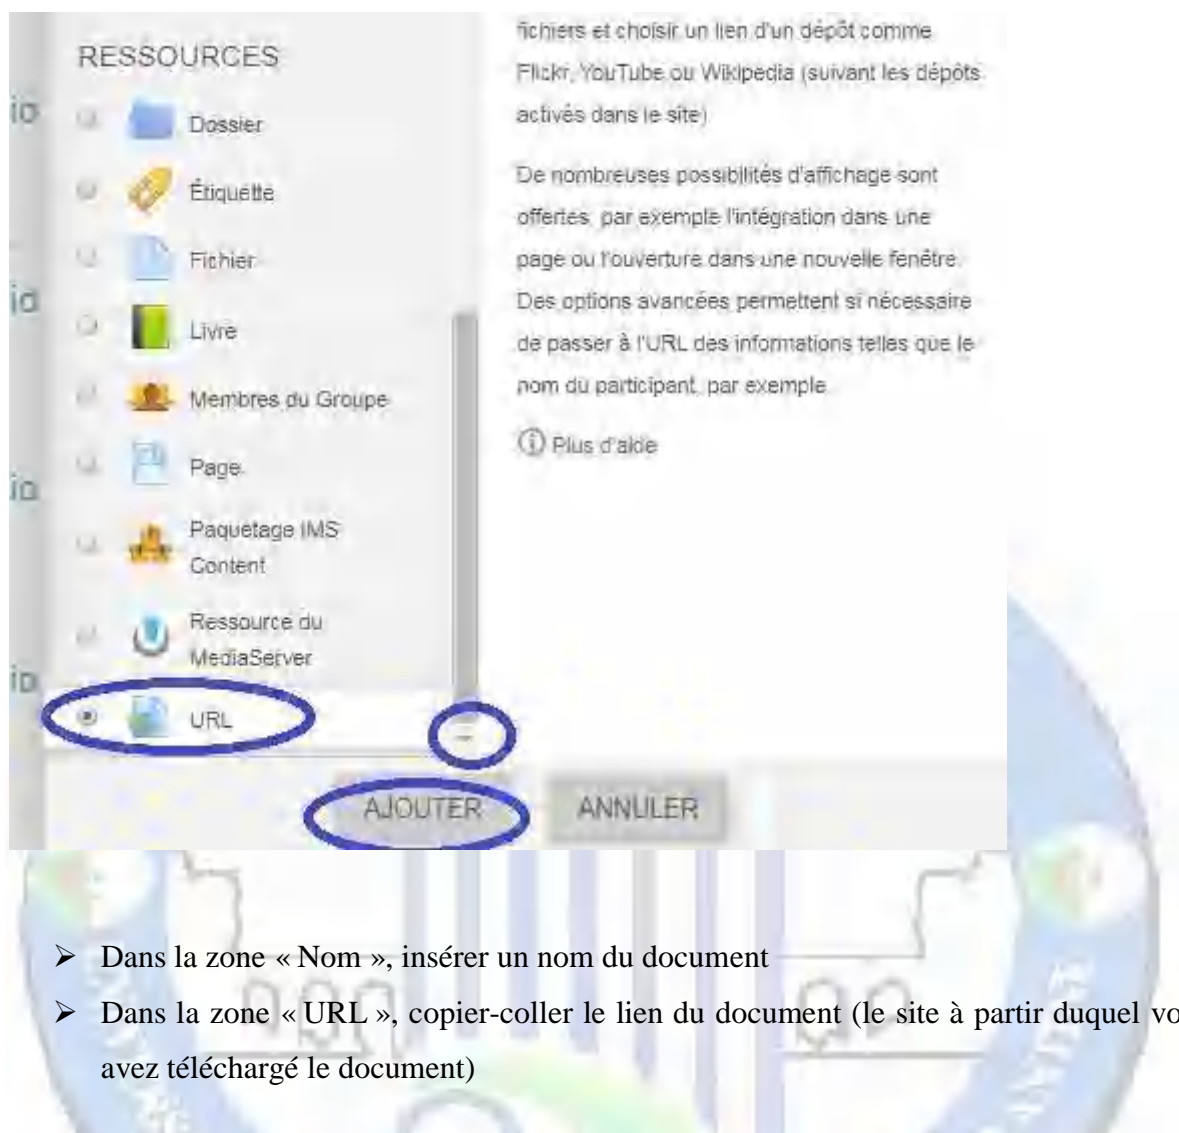 RESSOURCES
Dossier
Étiquette
Fichier
Livre
Membres du Groupe
Page
Paquetage IMS
Content
Ressource du
MediaServer
URL
fichiers et choisir un lien d'un dépôt comme
Flickr, YouTube ou Wikipedia (suivant les dépôts
activés dans le site)
De nombreuses possibilités d'affichage sont
offertes, par exemple l'intégration dans une
page ou l'ouverture dans une nouvelle fenêtre.
Des options avancées permettent si nécessaire
de passer à l'URL des informations telles que le
nom du participant, par exemple.
Plus d'aide
AJOUTER ANNULER
➢ Dans la zone « Nom », insérer un nom du document
➢ Dans la zone « URL », copier-coller le lien du document (le site à partir duquel vo
avez téléchargé le document)